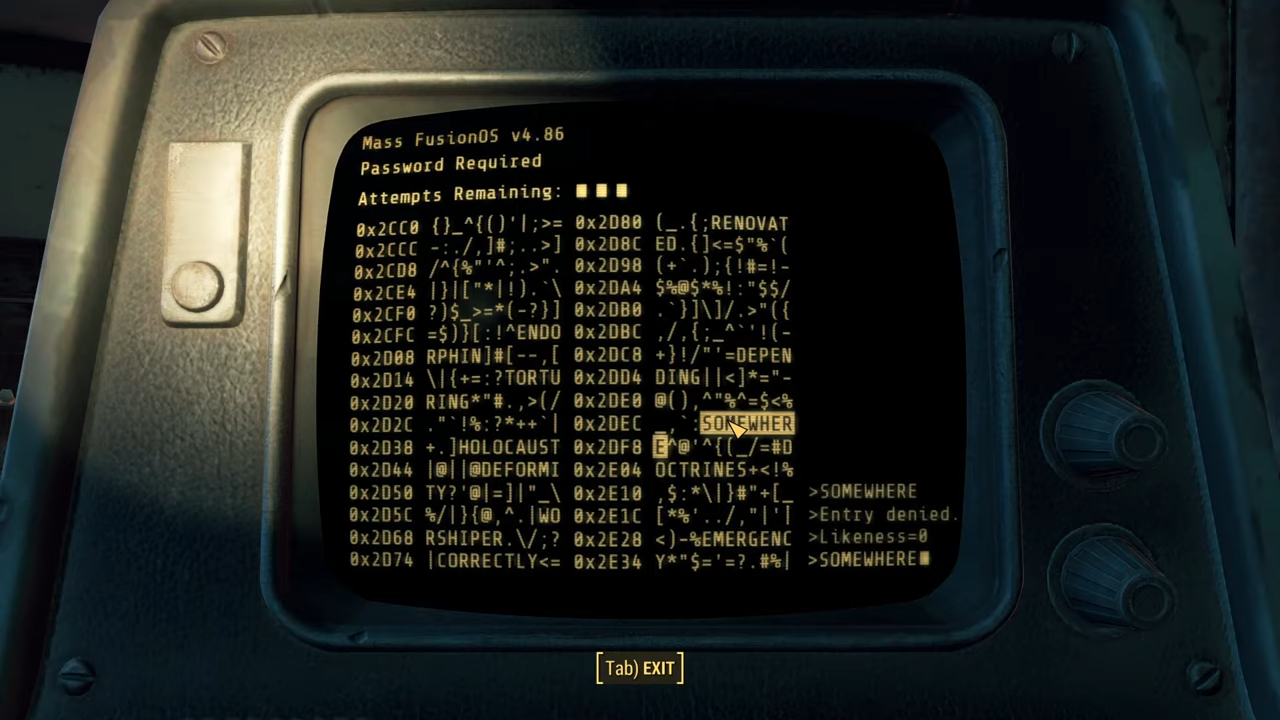 Mass FusionOS v4.86
Password Required
Attempts Remaining: ■ ■ ■
0x2CC0 {}_^{()'|;>= 0x2D80 (_.{;RENOVAT
0x2CCC -:./,]#;..>] 0x2D8C ED.{]<=$"%`(
0x2CD8 /^{%"'^;.>". 0x2D98 (+`.);{!#=!-
0x2CE4 |}|["*|!).`\ 0x2DA4 $%@$*%!:"$$/
0x2CF0 ?)$_>=*(-?}] 0x2DB0 .`}]\]/.>"({
0x2CFC =$)}[:!^ENDO 0x2DBC ,/,{;_^`'!(-
0x2D08 RPHIN]#[--,[ 0x2DC8 +}!/"'=DEPEN
0x2D14 \|{+=:?TORTU 0x2DD4 DING||<]*="-
0x2D20 RING*"#.,>(/ 0x2DE0 @(),^"%^=$<%
0x2D2C ."`!%:?*++`| 0x2DEC _,`:SOMEWHER
0x2D38 +.]HOLOCAUST 0x2DF8 E^@'^{(_/=#D
0x2D44 |@||@DEFORMI 0x2E04 OCTRINES+<!%
0x2D50 TY?'@|=]|"_\ 0x2E10 ,$:*\|}#"+[_ >SOMEWHERE
0x2D5C %/|}{@,^.|WO 0x2E1C [*%'../,"|'[ >Entry denied.
0x2D68 RSHIPER.\/;? 0x2E28 <)-%EMERGENC >Likeness=0
0x2D74 |CORRECTLY<= 0x2E34 Y*"$='=?.#%| >SOMEWHERE■
[Tab) EXIT]